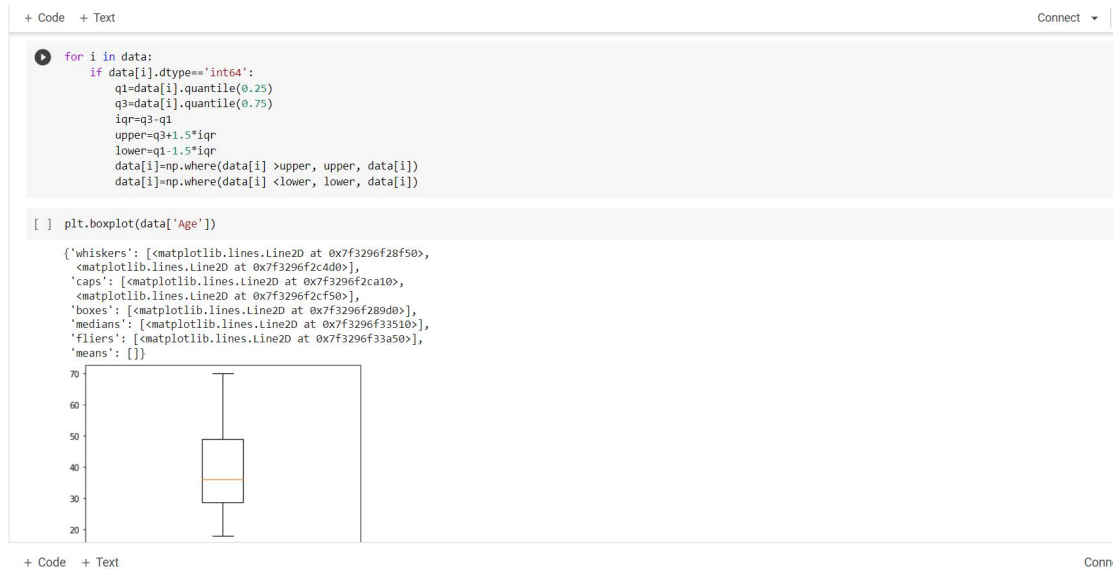 + Code + Text Connect
for i in data:
    if data[i].dtype=='int64':
        q1=data[i].quantile(0.25)
        q3=data[i].quantile(0.75)
        iqr=q3-q1
        upper=q3+1.5*iqr
        lower=q1-1.5*iqr
        data[i]=np.where(data[i] >upper, upper, data[i])
        data[i]=np.where(data[i] <lower, lower, data[i])
[ ] plt.boxplot(data['Age'])
{'whiskers': [<matplotlib.lines.Line2D at 0x7f3296f28f50>,
  <matplotlib.lines.Line2D at 0x7f3296f2c4d0>],
 'caps': [<matplotlib.lines.Line2D at 0x7f3296f2ca10>,
  <matplotlib.lines.Line2D at 0x7f3296f2cf50>],
 'boxes': [<matplotlib.lines.Line2D at 0x7f3296f289d0>],
 'medians': [<matplotlib.lines.Line2D at 0x7f3296f33510>],
 'fliers': [<matplotlib.lines.Line2D at 0x7f3296f33a50>],
 'means': []}
70
60
50
40
30
20
+ Code + Text Conn